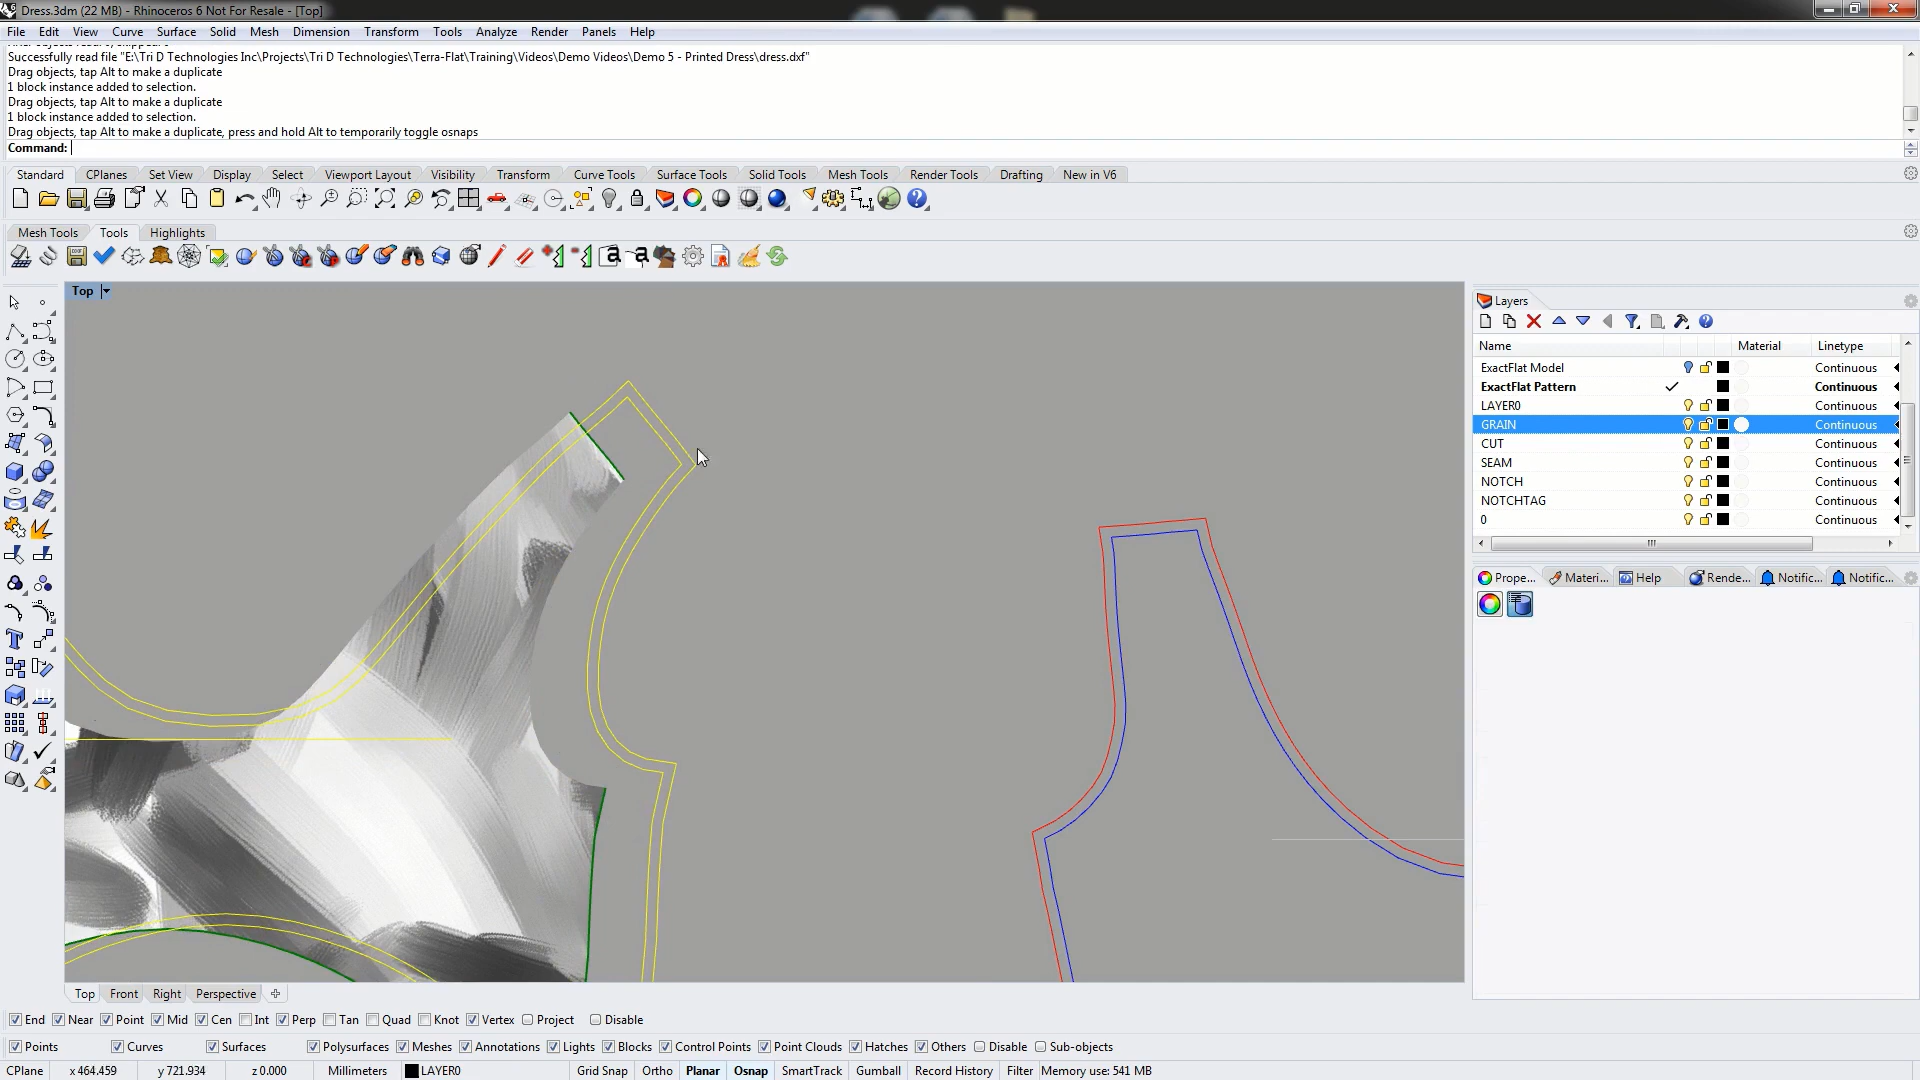 Dress.3dm (22 MB) - Rhinoceros 6 Not For Resale - [Top]
File Edit View Curve Surface Solid Mesh Dimension Transform Tools Analyze Render Panels Help
Successfully read file "E:\Tri D Technologies Inc\Projects\Tri D Technologies\Terra-Flat\Training\Videos\Demo Videos\Demo 5 - Printed Dress\dress.dxf"
Drag objects, tap Alt to make a duplicate
1 block instance added to selection.
Drag objects, tap Alt to make a duplicate
1 block instance added to selection.
Drag objects, tap Alt to make a duplicate, press and hold Alt to temporarily toggle osnaps
Command:
Standard CPlanes Set View Display Select Viewport Layout Visibility Transform Curve Tools Surface Tools Solid Tools Mesh Tools Render Tools Drafting New in V6
Mesh Tools Tools Highlights
Top
Layers
Name Material Linetype
ExactFlat Model Continuous
ExactFlat Pattern Continuous
LAYER0 Continuous
GRAIN Continuous
CUT Continuous
SEAM Continuous
NOTCH Continuous
NOTCHTAG Continuous
0 Continuous
Prope... Materi... Help Rende... Notific... Notific...
Top Front Right Perspective
End Near Point Mid Cen Int Perp Tan Quad Knot Vertex Project Disable
Points Curves Surfaces Polysurfaces Meshes Annotations Lights Blocks Control Points Point Clouds Hatches Others Disable Sub-objects
CPlane x 464.459 y 721.934 z 0.000 Millimeters LAYER0 Grid Snap Ortho Planar Osnap SmartTrack Gumball Record History Filter Memory use: 541 MB